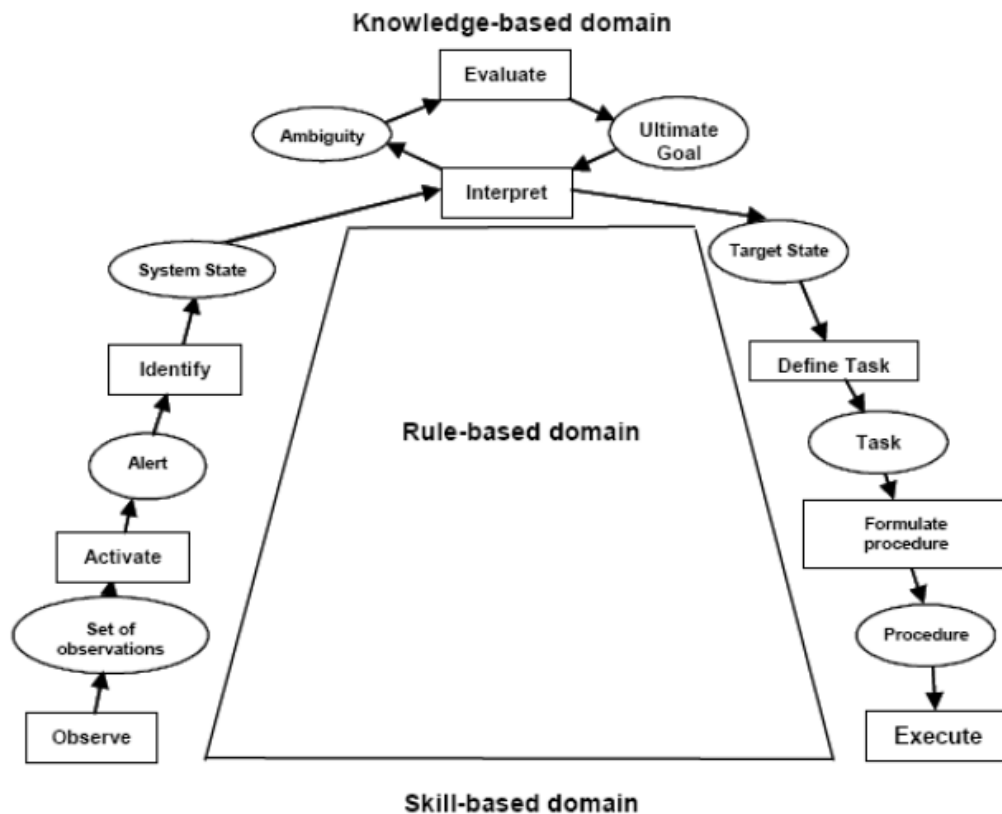 Knowledge-based domain
Evaluate
Ambiguity
Ultimate
Goal
Interpret
System State
Target State
Identify
Define Task
Rule-based domain
Alert
Task
Activate
Formulate
procedure
Set of
observations
Procedure
Observe
Execute
Skill-based domain